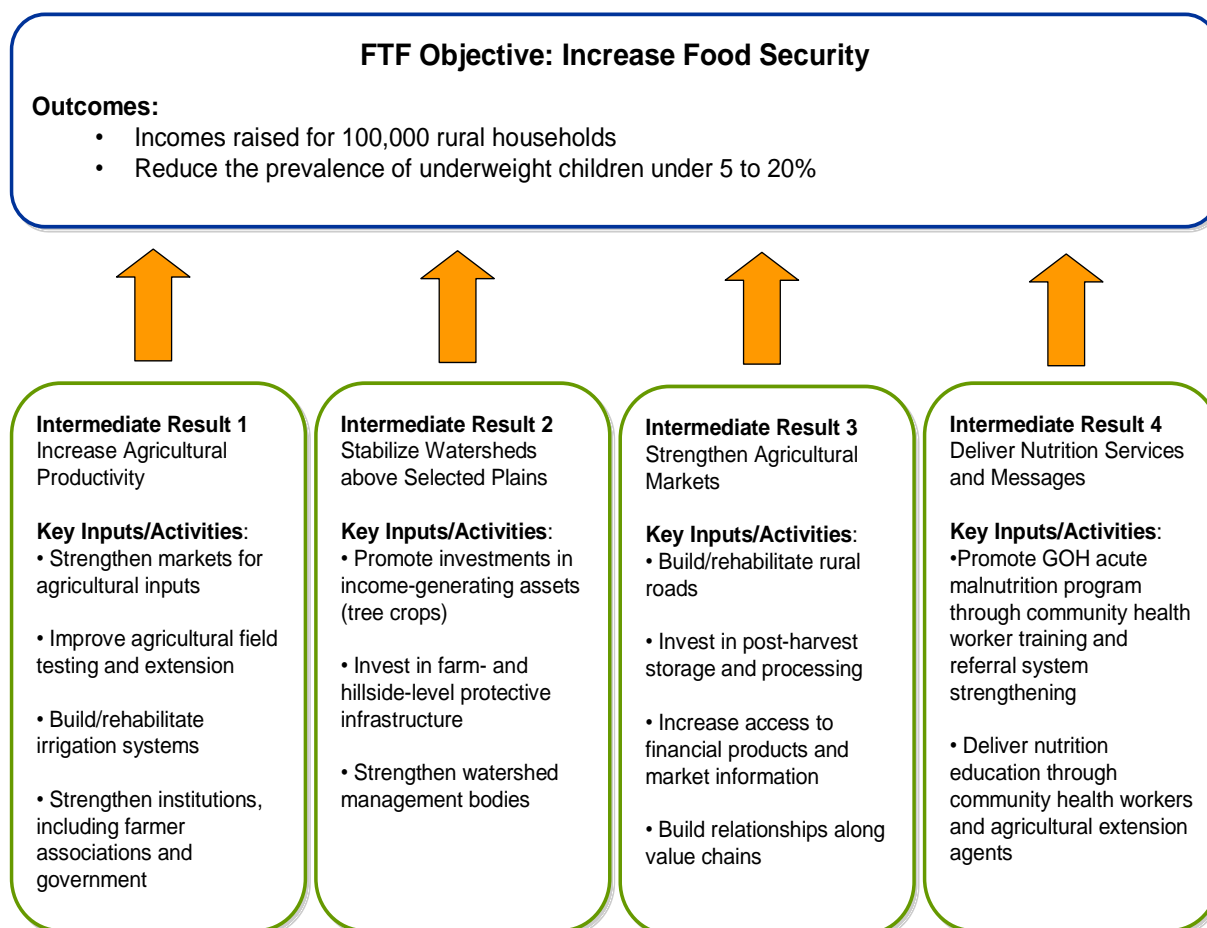 FTF Objective: Increase Food Security
Outcomes:
• Incomes raised for 100,000 rural households
• Reduce the prevalence of underweight children under 5 to 20%
Intermediate Result 1
Increase Agricultural
Productivity
Key Inputs/Activities:
• Strengthen markets for
agricultural inputs
• Improve agricultural field
testing and extension
• Build/rehabilitate
irrigation systems
• Strengthen institutions,
including farmer
associations and
government
Intermediate Result 2
Stabilize Watersheds
above Selected Plains
Key Inputs/Activities:
• Promote investments in
income-generating assets
(tree crops)
• Invest in farm- and
hillside-level protective
infrastructure
• Strengthen watershed
management bodies
Intermediate Result 3
Strengthen Agricultural
Markets
Key Inputs/Activities:
• Build/rehabilitate rural
roads
• Invest in post-harvest
storage and processing
• Increase access to
financial products and
market information
• Build relationships along
value chains
Intermediate Result 4
Deliver Nutrition Services
and Messages
Key Inputs/Activities:
•Promote GOH acute
malnutrition program
through community health
worker training and
referral system
strengthening
• Deliver nutrition
education through
community health workers
and agricultural extension
agents